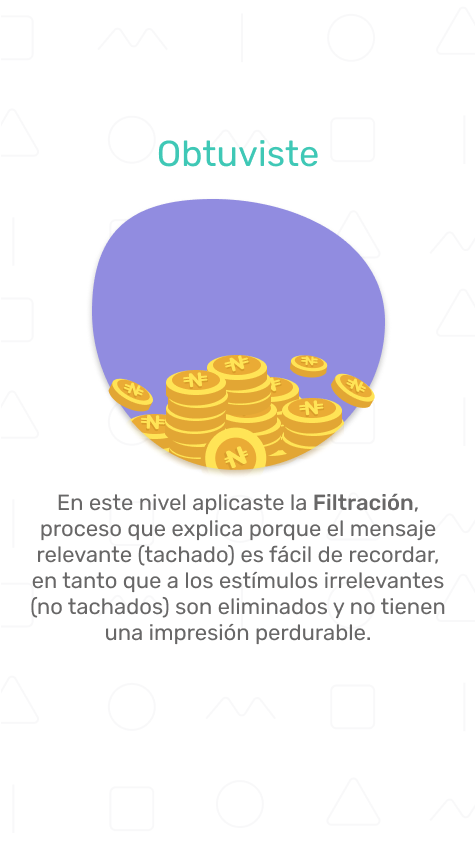 Obtuviste
En este nivel aplicaste la Filtración,
proceso que explica porque el mensaje
relevante (tachado) es fácil de recordar,
en tanto que a los estímulos irrelevantes
(no tachados) son eliminados y no tienen
una impresión perdurable.